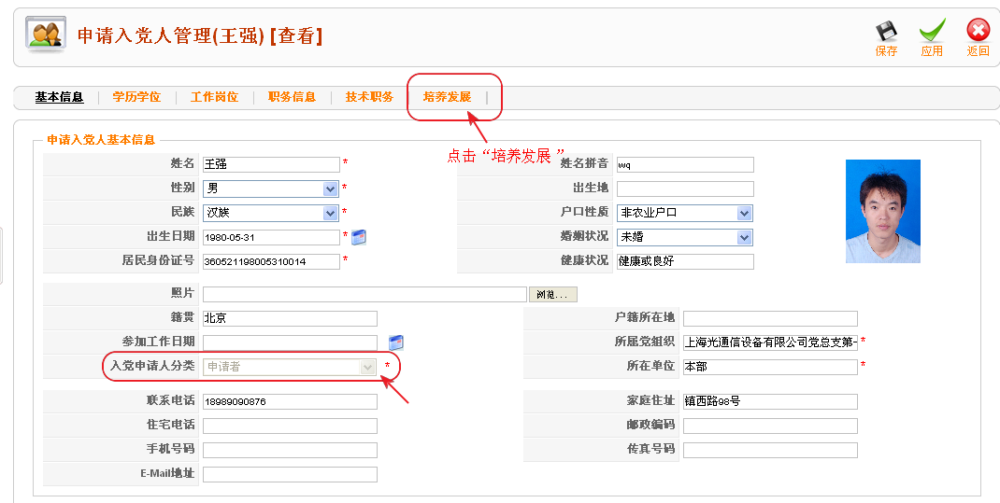 申请入党人管理(王强) [查看]
保存 应用 返回
基本信息 学历学位 工作岗位 职务信息 技术职务 培养发展
申请入党人基本信息
点击“培养发展 ”
姓名 王强 * 姓名拼音 wq
性别 男 * 出生地
民族 汉族 * 户口性质 非农业户口
出生日期 1980-05-31 * 婚姻状况 未婚
居民身份证号 360521198005310014 * 健康状况 健康或良好
照片 浏览...
籍贯 北京 户籍所在地
参加工作日期 所属党组织 上海光通信设备有限公司党总支第一 *
入党申请人分类 申请者 * 所在单位 本部 *
联系电话 18989090876 家庭住址 镇西路98号
住宅电话 邮政编码
手机号码 传真号码
E-Mail地址